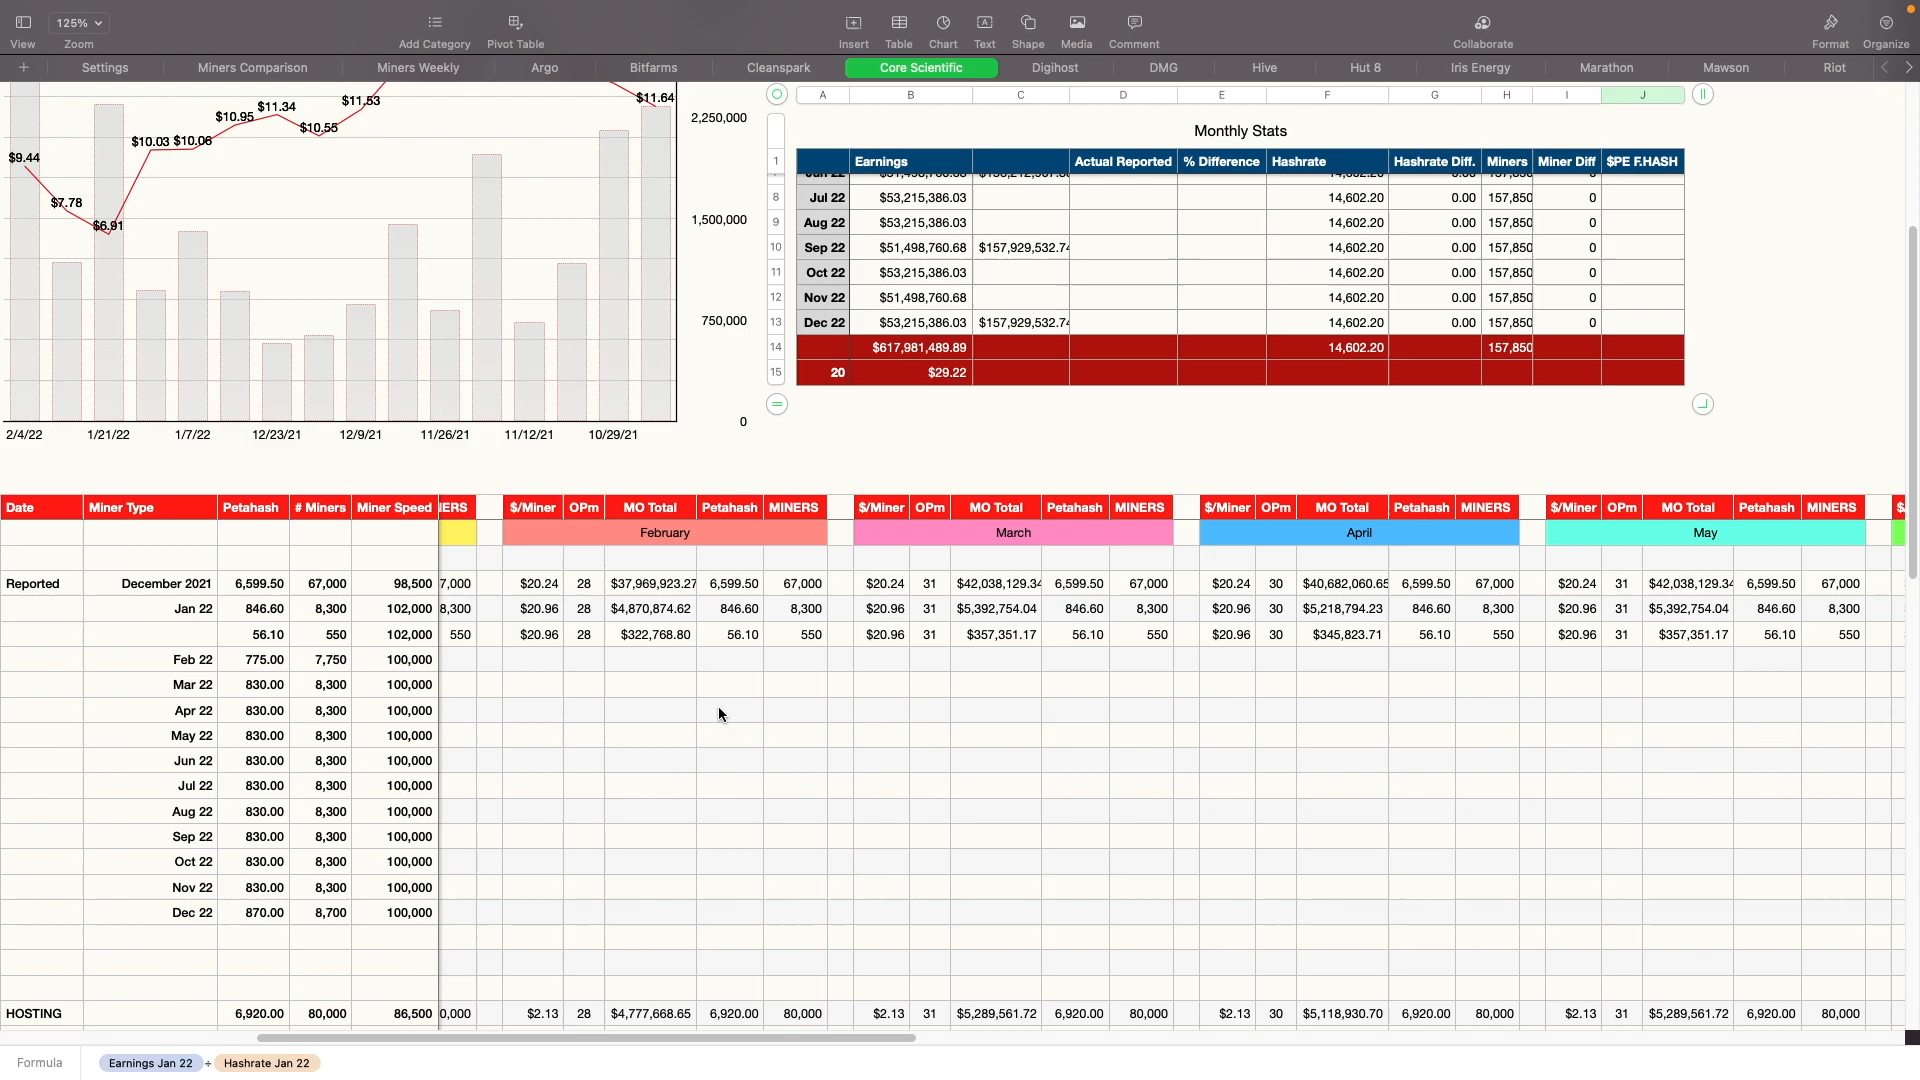 View 125% Zoom Add Category Pivot Table Insert Table Chart Text Shape Media Comment Collaborate Format Organize
+ Settings Miners Comparison Miners Weekly Argo Bitfarms Cleanspark Core Scientific Digihost DMG Hive Hut 8 Iris Energy Marathon Mawson Riot
$9.44 $7.78 $6.91 $10.03 $10.06 $10.95 $11.34 $10.55 $11.53 $11.64
2,250,000
1,500,000
750,000
0
2/4/22 1/21/22 1/7/22 12/23/21 12/9/21 11/26/21 11/12/21 10/29/21
A B C D E F G H I J
Monthly Stats
1 Earnings Actual Reported % Difference Hashrate Hashrate Diff. Miners Miner Diff $PE F.HASH
8 Jul 22 $53,215,386.03 14,602.20 0.00 157,850 0
9 Aug 22 $53,215,386.03 14,602.20 0.00 157,850 0
10 Sep 22 $51,498,760.68 $157,929,532.74 14,602.20 0.00 157,850 0
11 Oct 22 $53,215,386.03 14,602.20 0.00 157,850 0
12 Nov 22 $51,498,760.68 14,602.20 0.00 157,850 0
13 Dec 22 $53,215,386.03 $157,929,532.74 14,602.20 0.00 157,850 0
14 $617,981,489.89 14,602.20 157,850
15 20 $29.22
Date Miner Type Petahash # Miners Miner Speed IERS $/Miner OPm MO Total Petahash MINERS $/Miner OPm MO Total Petahash MINERS $/Miner OPm MO Total Petahash MINERS $/Miner OPm MO Total Petahash MINERS $
February March April May
Reported December 2021 6,599.50 67,000 98,500 7,000 $20.24 28 $37,969,923.27 6,599.50 67,000 $20.24 31 $42,038,129.34 6,599.50 67,000 $20.24 30 $40,682,060.65 6,599.50 67,000 $20.24 31 $42,038,129.34 6,599.50 67,000
Jan 22 846.60 8,300 102,000 8,300 $20.96 28 $4,870,874.62 846.60 8,300 $20.96 31 $5,392,754.04 846.60 8,300 $20.96 30 $5,218,794.23 846.60 8,300 $20.96 31 $5,392,754.04 846.60 8,300
56.10 550 102,000 550 $20.96 28 $322,768.80 56.10 550 $20.96 31 $357,351.17 56.10 550 $20.96 30 $345,823.71 56.10 550 $20.96 31 $357,351.17 56.10 550
Feb 22 775.00 7,750 100,000
Mar 22 830.00 8,300 100,000
Apr 22 830.00 8,300 100,000
May 22 830.00 8,300 100,000
Jun 22 830.00 8,300 100,000
Jul 22 830.00 8,300 100,000
Aug 22 830.00 8,300 100,000
Sep 22 830.00 8,300 100,000
Oct 22 830.00 8,300 100,000
Nov 22 830.00 8,300 100,000
Dec 22 870.00 8,700 100,000
HOSTING 6,920.00 80,000 86,500 0,000 $2.13 28 $4,777,668.65 6,920.00 80,000 $2.13 31 $5,289,561.72 6,920.00 80,000 $2.13 30 $5,118,930.70 6,920.00 80,000 $2.13 31 $5,289,561.72 6,920.00 80,000
Formula Earnings Jan 22 ÷ Hashrate Jan 22